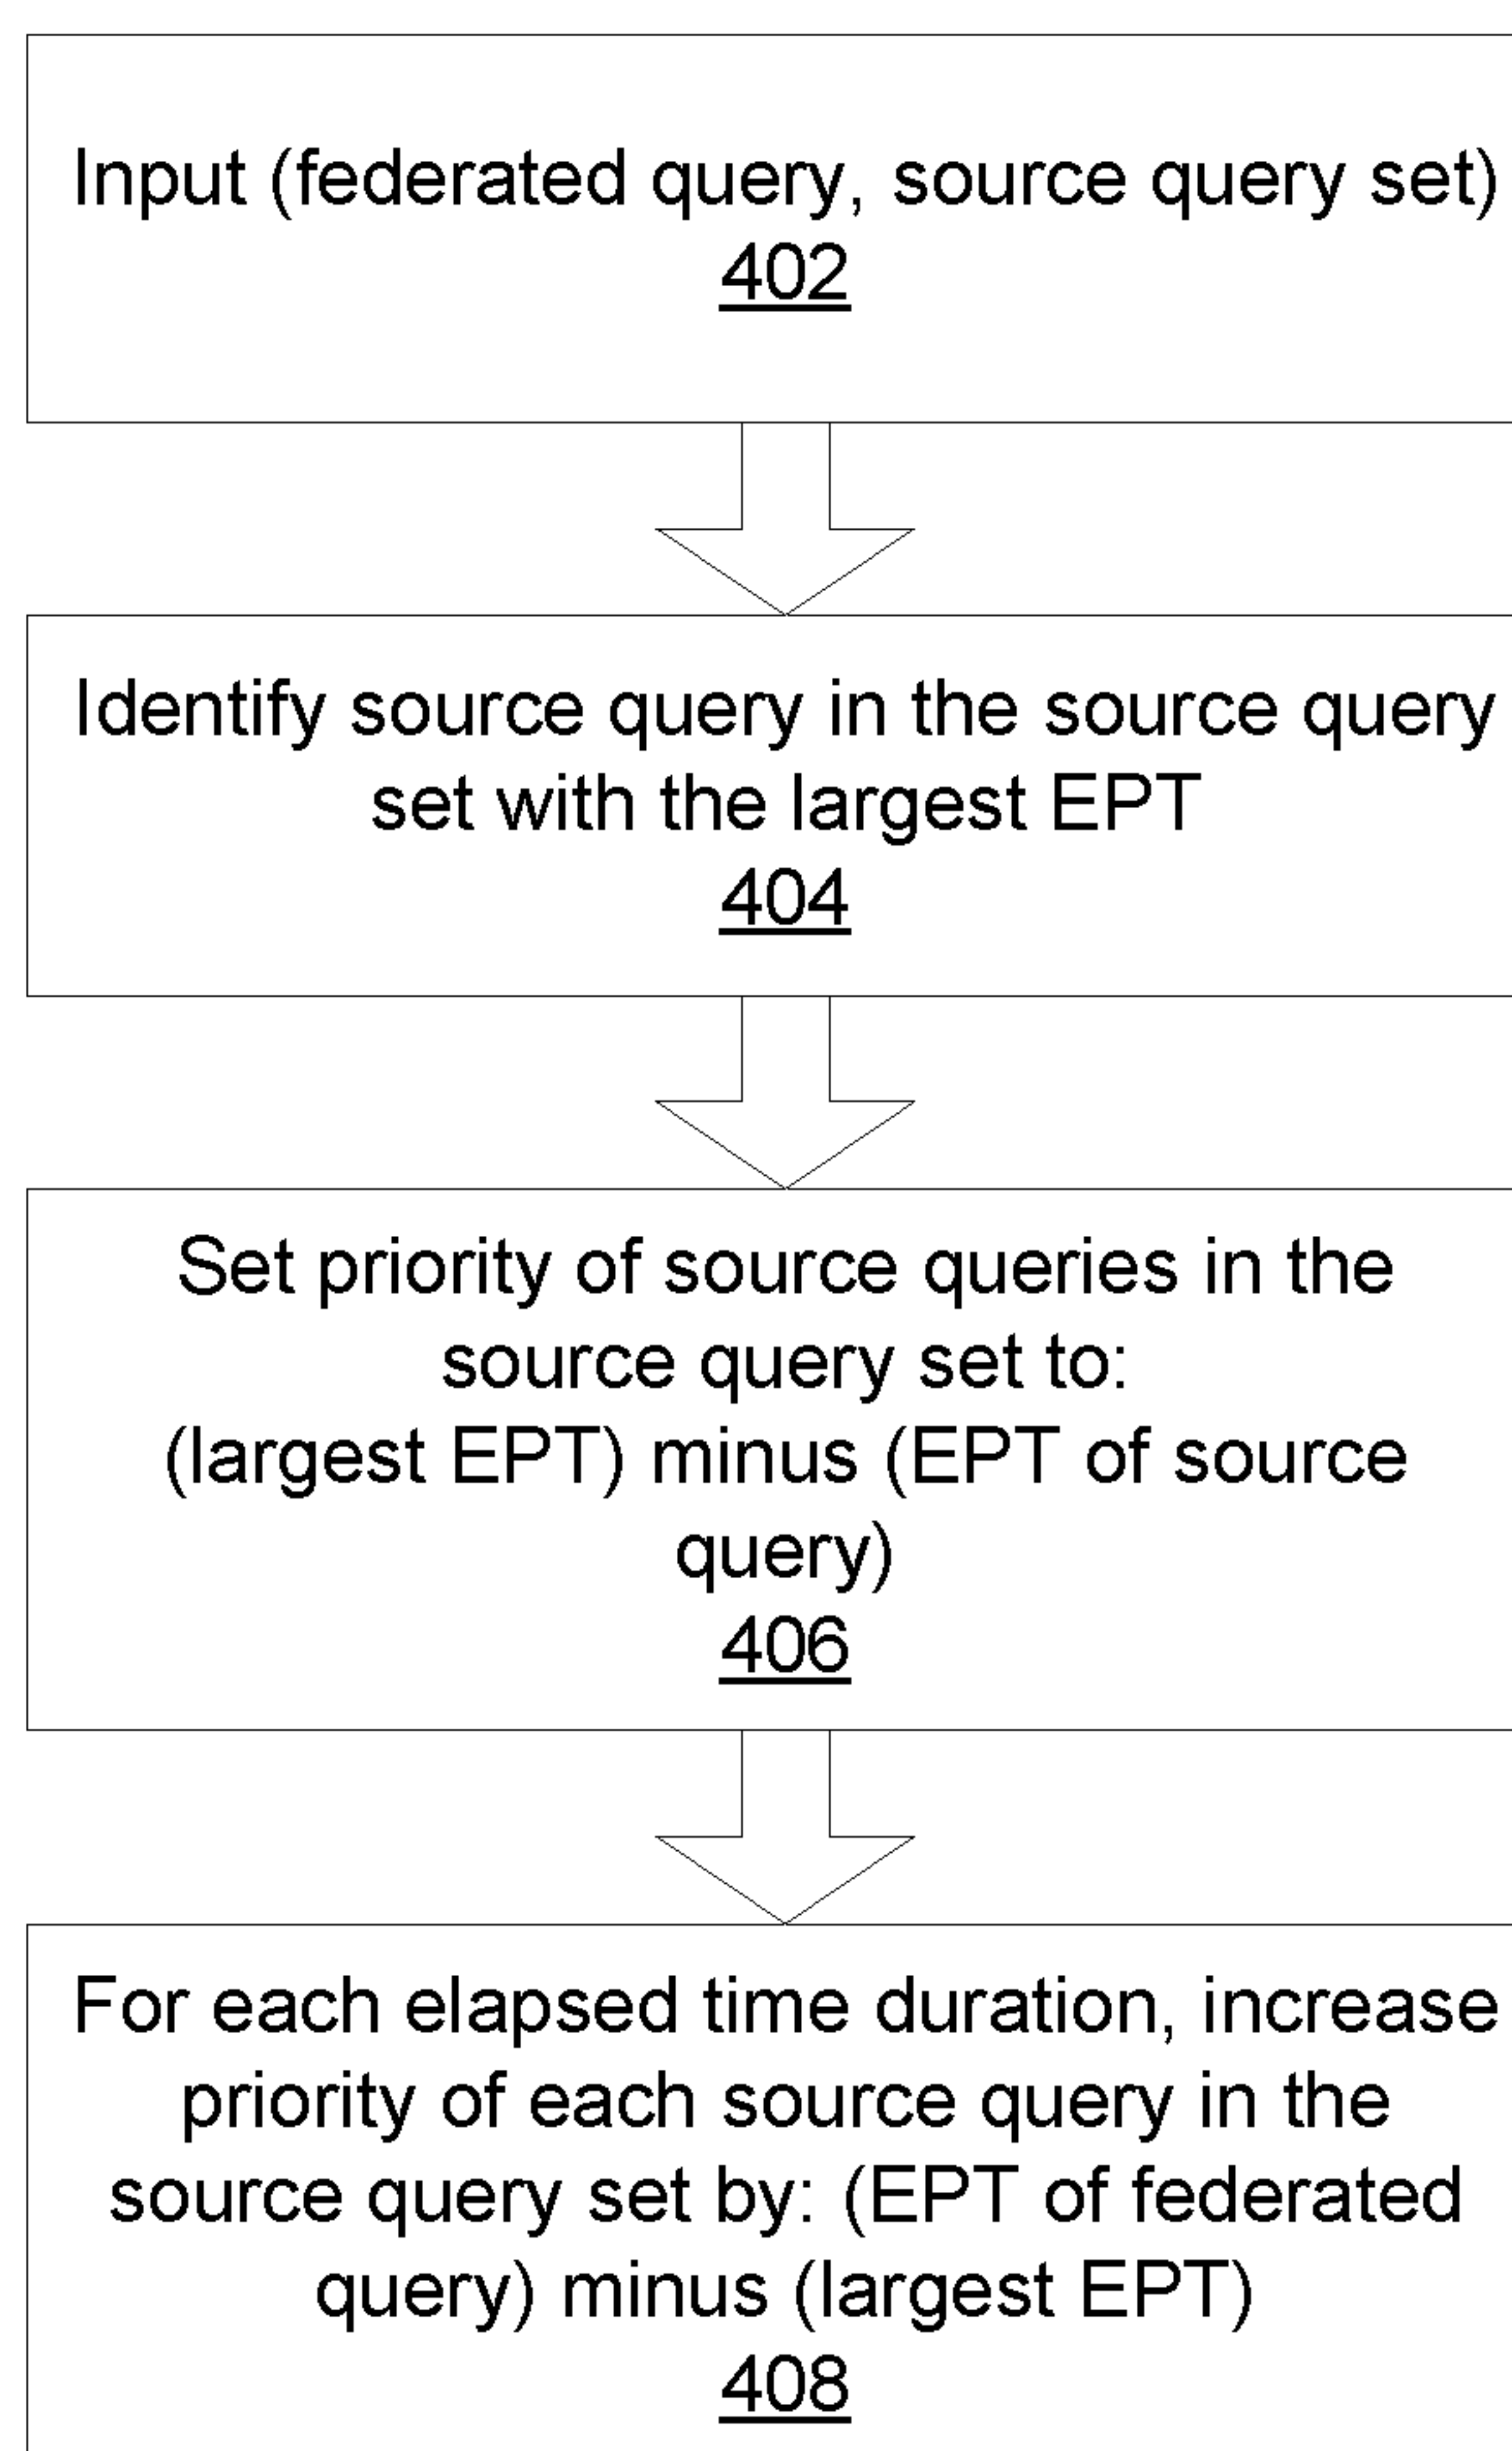 Input (federated query, source query set)
402
Identify source query in the source query
set with the largest EPT
404
Set priority of source queries in the
source query set to:
(largest EPT) minus (EPT of source
query)
406
For each elapsed time duration, increase
priority of each source query in the
source query set by: (EPT of federated
query) minus (largest EPT)
408